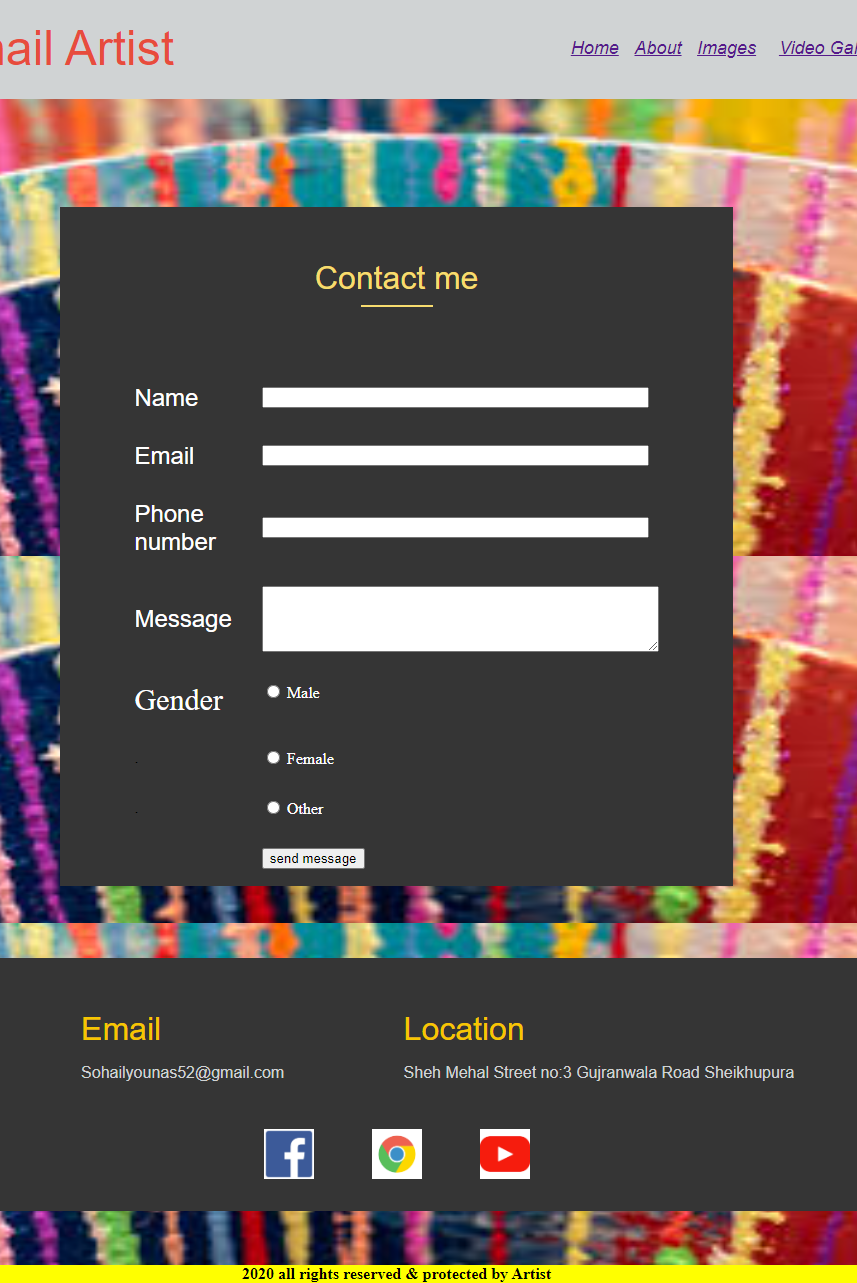 ail Artist
Home About Images Video Gal
Contact me
Name
Email
Phone
number
Message
Gender
Male
. Female
. Other
send message
Email
Sohailyounas52@gmail.com
Location
Sheh Mehal Street no:3 Gujranwala Road Sheikhupura
2020 all rights reserved & protected by Artist